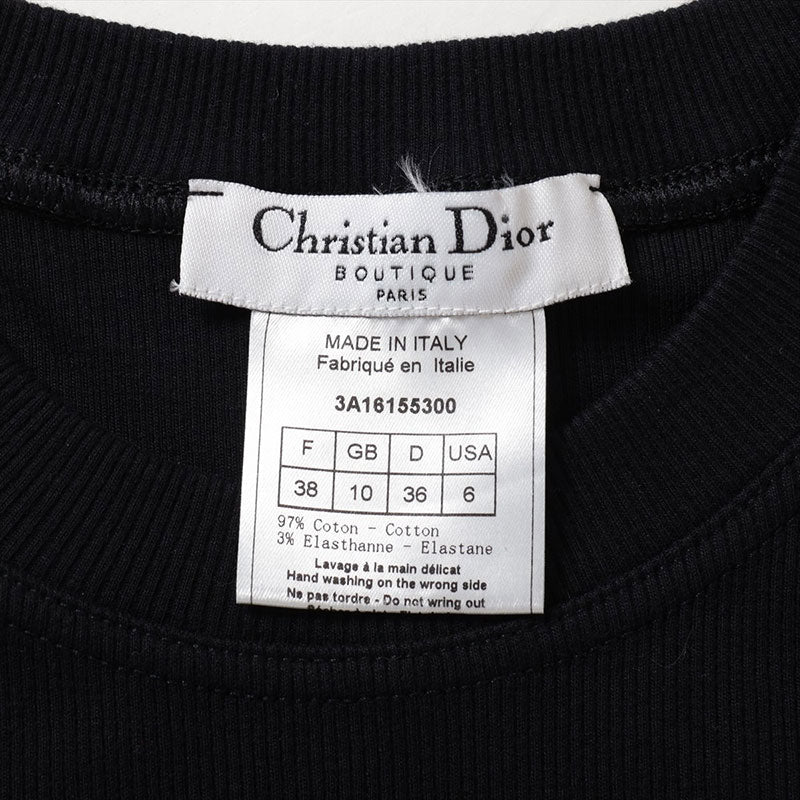 Christian Dior
BOUTIQUE
PARIS
MADE IN ITALY
Fabriqué en Italie
3A16155300
F GB D USA
38 10 36 6
97% Coton - Cotton
3% Elasthanne - Elastane
Lavage à la main délicat
Hand washing on the wrong side
Ne pas tordre - Do not wring out